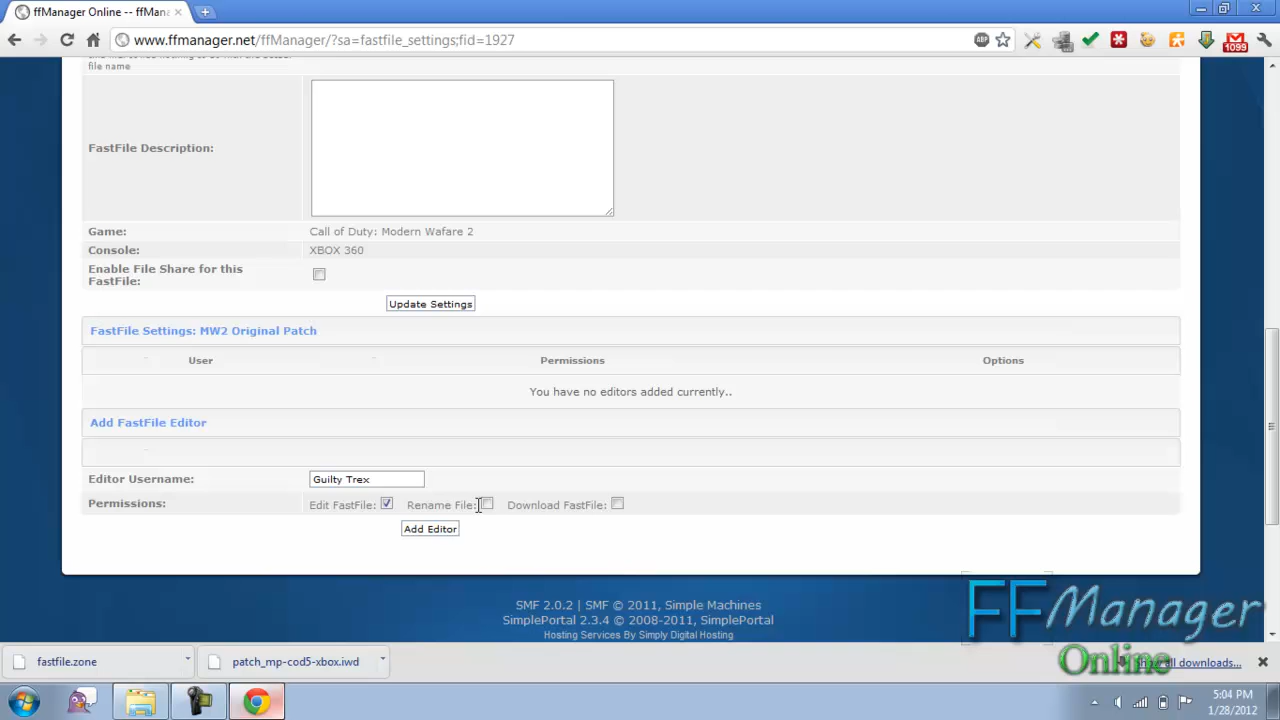 ffManager Online -- ffMan
www.ffmanager.net/ffManager/?sa=fastfile_settings;fid=1927
ABP
1099
file name
FastFile Description:
Game: Call of Duty: Modern Wafare 2
Console: XBOX 360
Enable File Share for this
FastFile:
Update Settings
FastFile Settings: MW2 Original Patch
User Permissions Options
You have no editors added currently..
Add FastFile Editor
Editor Username: Guilty Trex
Permissions: Edit FastFile: Rename File: Download FastFile:
Add Editor
SMF 2.0.2 | SMF © 2011, Simple Machines
SimplePortal 2.3.4 © 2008-2011, SimplePortal
Hosting Services By Simply Digital Hosting
FFManager
Online
fastfile.zone
patch_mp-cod5-xbox.iwd
Show all downloads...
5:04 PM
1/28/2012